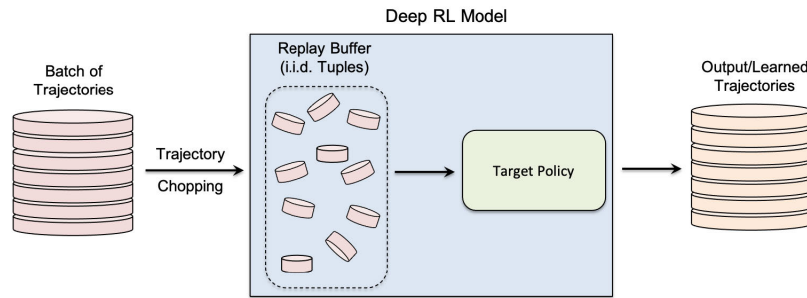 Deep RL Model
Batch of
Trajectories
Trajectory
Chopping
Replay Buffer
(i.i.d. Tuples)
Target Policy
Output/Learned
Trajectories